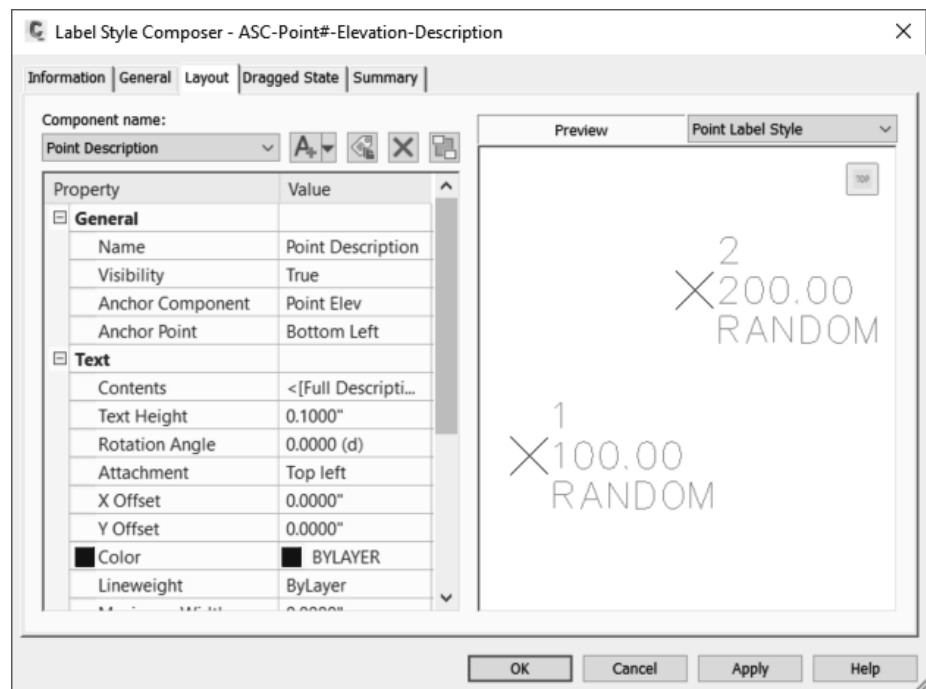 Label Style Composer - ASC-Point#-Elevation-Description
Information General Layout Dragged State Summary
Component name:
Point Description
Preview Point Label Style
Property Value
General
Name Point Description
Visibility True
Anchor Component Point Elev
Anchor Point Bottom Left
Text
Contents <[Full Descripti...
Text Height 0.1000"
Rotation Angle 0.0000 (d)
Attachment Top left
X Offset 0.0000"
Y Offset 0.0000"
Color BYLAYER
Lineweight ByLayer
TOP
2
200.00
RANDOM
1
100.00
RANDOM
OK Cancel Apply Help